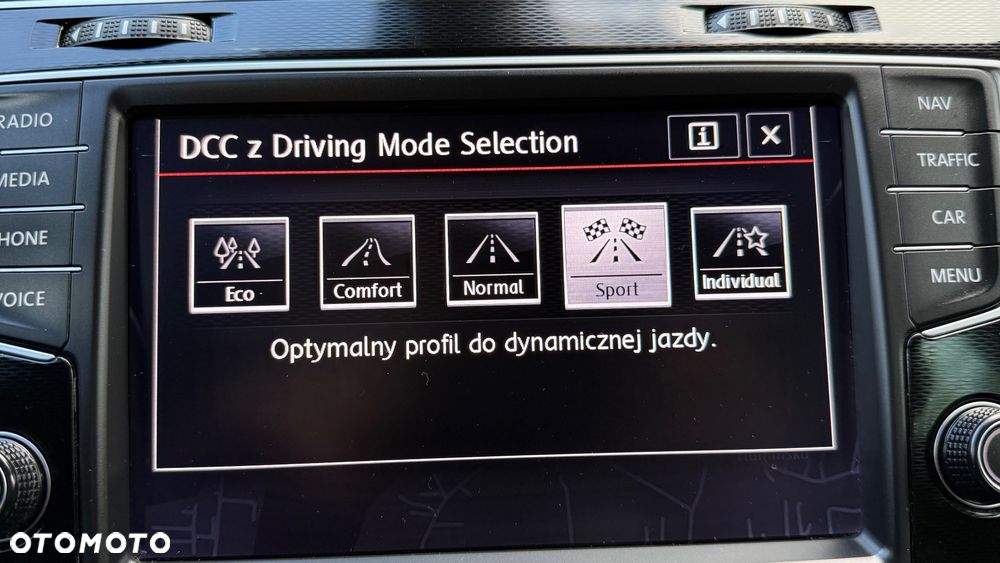 RADIO
MEDIA
PHONE
VOICE
DCC z Driving Mode Selection
i
X
Eco
Comfort
Normal
Sport
Individual
Optymalny profil do dynamicznej jazdy.
NAV
TRAFFIC
CAR
MENU
OTOMOTO